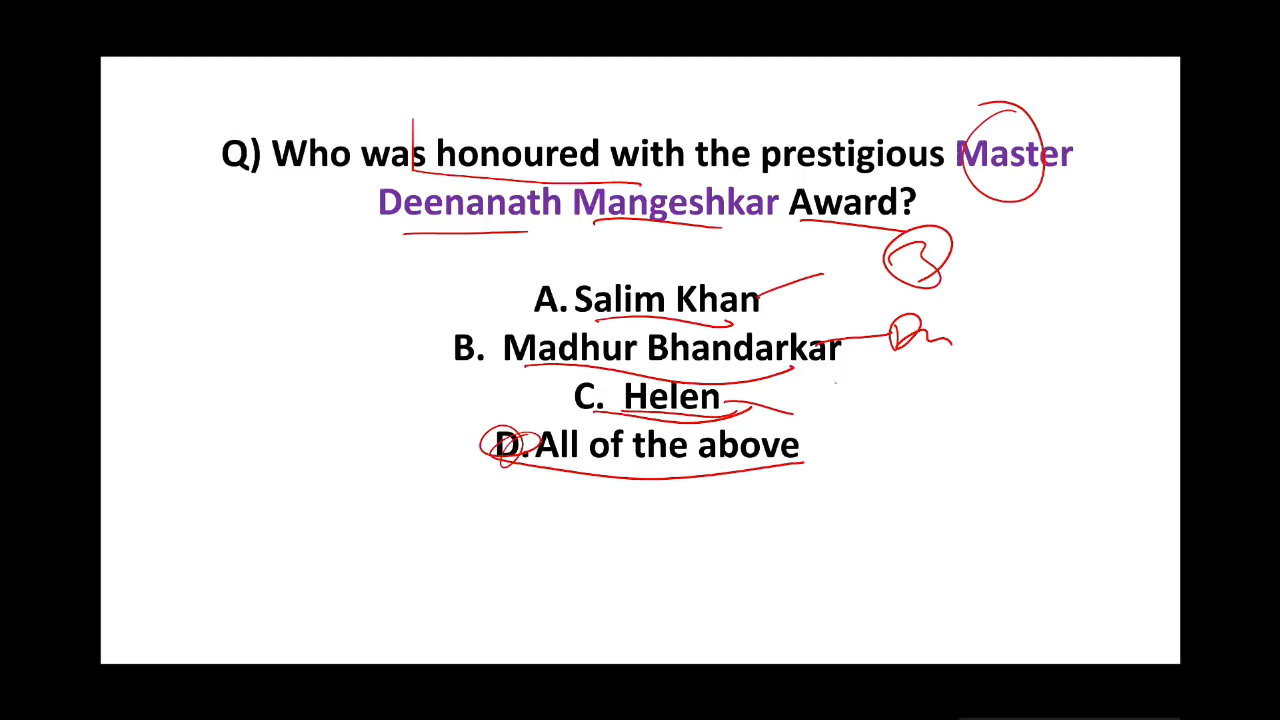 Q) Who was honoured with the prestigious Master
Deenanath Mangeshkar Award?
3
A. Salim Khan
B. Madhur Bhandarkar
C. Helen
D. All of the above